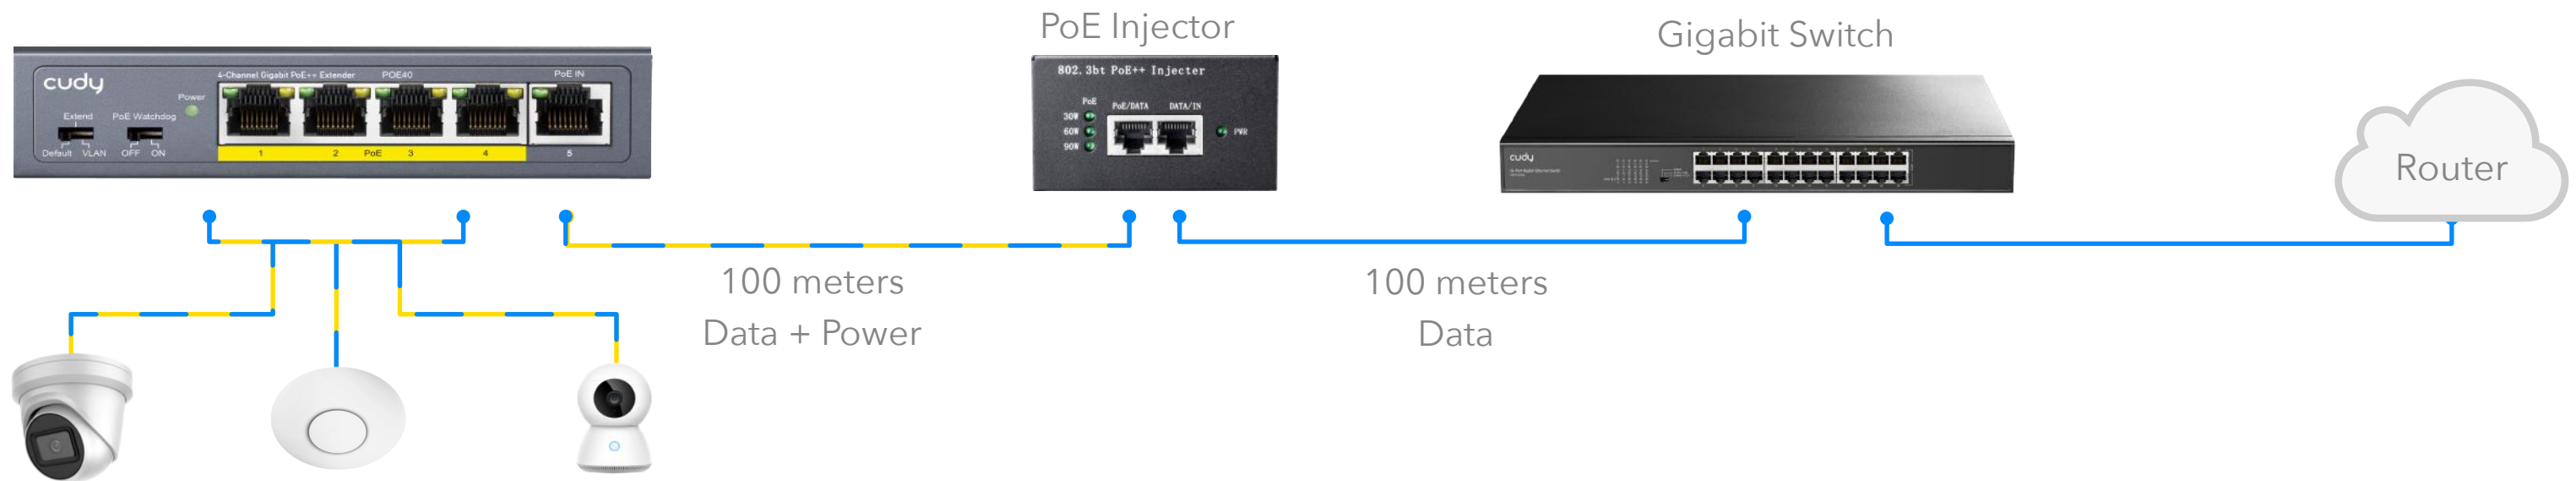 PoE Injector
Gigabit Switch
cudy
4-Channel Gigabit PoE++ Extender POE40
PoE IN
Power
Extend PoE Watchdog
Default VLAN OFF ON
1 2 PoE 3 4 5
802.3bt PoE++ Injecter
PoE PoE/DATA DATA/IN
30W
60W
90W
PWR
cudy
Router
100 meters
Data + Power
100 meters
Data